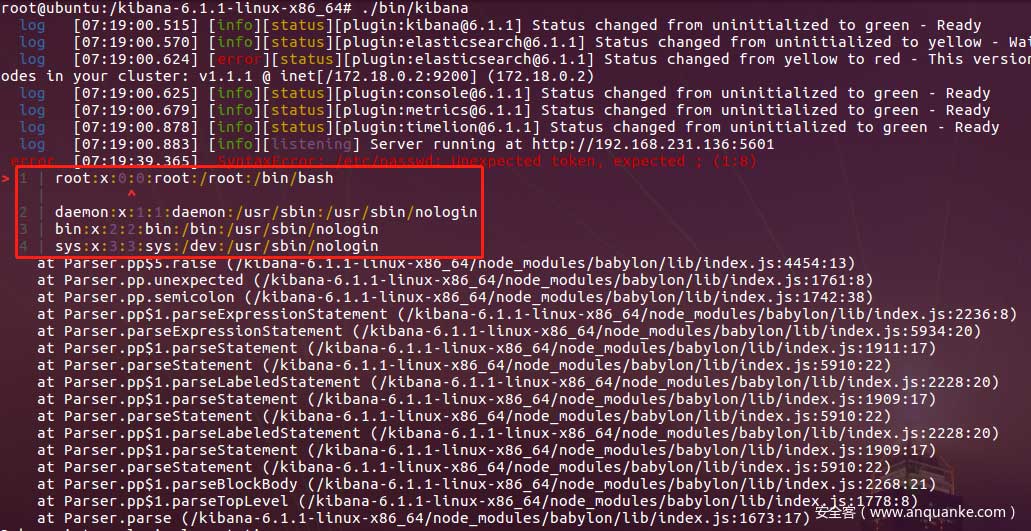 root@ubuntu:/kibana-6.1.1-linux-x86_64# ./bin/kibana
log [07:19:00.515] [info][status][plugin:kibana@6.1.1] Status changed from uninitialized to green - Ready
log [07:19:00.570] [info][status][plugin:elasticsearch@6.1.1] Status changed from uninitialized to yellow - Wai
log [07:19:00.624] [error][status][plugin:elasticsearch@6.1.1] Status changed from yellow to red - This version
odes in your cluster: v1.1.1 @ inet[/172.18.0.2:9200] (172.18.0.2)
log [07:19:00.625] [info][status][plugin:console@6.1.1] Status changed from uninitialized to green - Ready
log [07:19:00.679] [info][status][plugin:metrics@6.1.1] Status changed from uninitialized to green - Ready
log [07:19:00.878] [info][status][plugin:timelion@6.1.1] Status changed from uninitialized to green - Ready
log [07:19:00.883] [info][listening] Server running at http://192.168.231.136:5601
error [07:19:39.365] SyntaxError: /etc/passwd: Unexpected token, expected ; (1:8)
> 1 | root:x:0:0:root:/root:/bin/bash
| ^
2 | daemon:x:1:1:daemon:/usr/sbin:/usr/sbin/nologin
3 | bin:x:2:2:bin:/bin:/usr/sbin/nologin
4 | sys:x:3:3:sys:/dev:/usr/sbin/nologin
at Parser.pp$5.raise (/kibana-6.1.1-linux-x86_64/node_modules/babylon/lib/index.js:4454:13)
at Parser.pp.unexpected (/kibana-6.1.1-linux-x86_64/node_modules/babylon/lib/index.js:1761:8)
at Parser.pp.semicolon (/kibana-6.1.1-linux-x86_64/node_modules/babylon/lib/index.js:1742:38)
at Parser.pp$1.parseExpressionStatement (/kibana-6.1.1-linux-x86_64/node_modules/babylon/lib/index.js:2236:8)
at Parser.parseExpressionStatement (/kibana-6.1.1-linux-x86_64/node_modules/babylon/lib/index.js:5934:20)
at Parser.pp$1.parseStatement (/kibana-6.1.1-linux-x86_64/node_modules/babylon/lib/index.js:1911:17)
at Parser.parseStatement (/kibana-6.1.1-linux-x86_64/node_modules/babylon/lib/index.js:5910:22)
at Parser.pp$1.parseLabeledStatement (/kibana-6.1.1-linux-x86_64/node_modules/babylon/lib/index.js:2228:20)
at Parser.pp$1.parseStatement (/kibana-6.1.1-linux-x86_64/node_modules/babylon/lib/index.js:1909:17)
at Parser.parseStatement (/kibana-6.1.1-linux-x86_64/node_modules/babylon/lib/index.js:5910:22)
at Parser.pp$1.parseLabeledStatement (/kibana-6.1.1-linux-x86_64/node_modules/babylon/lib/index.js:2228:20)
at Parser.pp$1.parseStatement (/kibana-6.1.1-linux-x86_64/node_modules/babylon/lib/index.js:1909:17)
at Parser.parseStatement (/kibana-6.1.1-linux-x86_64/node_modules/babylon/lib/index.js:5910:22)
at Parser.pp$1.parseBlockBody (/kibana-6.1.1-linux-x86_64/node_modules/babylon/lib/index.js:2268:21)
at Parser.pp$1.parseTopLevel (/kibana-6.1.1-linux-x86_64/node_modules/babylon/lib/index.js:1778:8)
at Parser.parse (/kibana-6.1.1-linux-x86_64/node_modules/babylon/lib/index.js:1673:17)
安全客（www.anquanke.com）